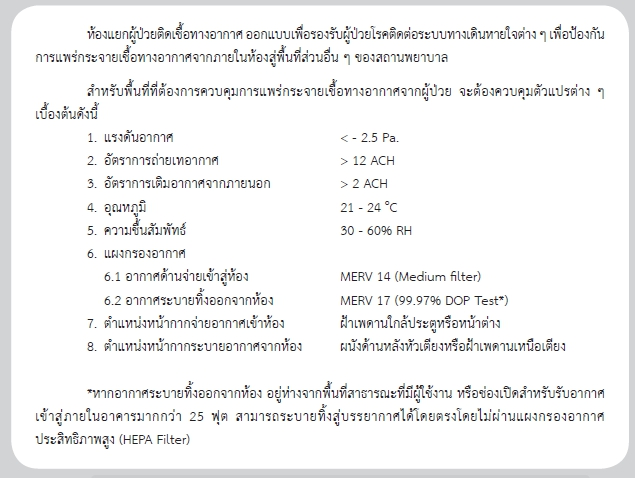 ห้องแยกผู้ป่วยติดเชื้อทางอากาศ ออกแบบเพื่อรองรับผู้ป่วยโรคติดต่อระบบทางเดินหายใจต่าง ๆ เพื่อป้องกัน
การแพร่กระจายเชื้อทางอากาศจากภายในห้องสู่พื้นที่ส่วนอื่น ๆ ของสถานพยาบาล
สำหรับพื้นที่ที่ต้องการควบคุมการแพร่กระจายเชื้อทางอากาศจากผู้ป่วย จะต้องควบคุมตัวแปรต่าง ๆ
เบื้องต้นดังนี้
1. แรงดันอากาศ < - 2.5 Pa.
2. อัตราการถ่ายเทอากาศ > 12 ACH
3. อัตราการเติมอากาศจากภายนอก > 2 ACH
4. อุณหภูมิ 21 - 24 °C
5. ความชื้นสัมพัทธ์ 30 - 60% RH
6. แผงกรองอากาศ
6.1 อากาศด้านจ่ายเข้าสู่ห้อง MERV 14 (Medium filter)
6.2 อากาศระบายทิ้งออกจากห้อง MERV 17 (99.97% DOP Test*)
7. ตำแหน่งหน้ากากจ่ายอากาศเข้าห้อง ฝ้าเพดานใกล้ประตูหรือหน้าต่าง
8. ตำแหน่งหน้ากากระบายอากาศจากห้อง ผนังด้านหลังหัวเตียงหรือฝ้าเพดานเหนือเตียง
*หากอากาศระบายทิ้งออกจากห้อง อยู่ห่างจากพื้นที่สาธารณะที่มีผู้ใช้งาน หรือช่องเปิดสำหรับรับอากาศ
เข้าสู่ภายในอาคารมากกว่า 25 ฟุต สามารถระบายทิ้งสู่บรรยากาศได้โดยตรงโดยไม่ผ่านแผงกรองอากาศ
ประสิทธิภาพสูง (HEPA Filter)